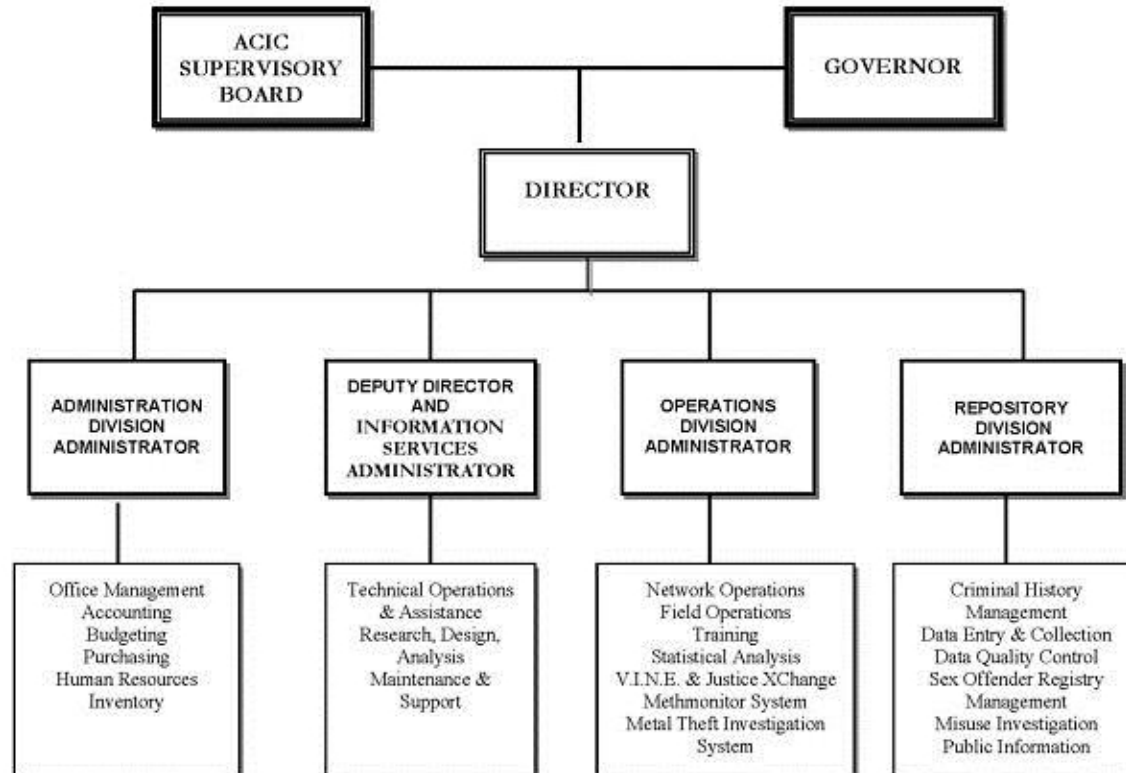 ACIC
SUPERVISORY
BOARD
GOVERNOR
DIRECTOR
ADMINISTRATION
DIVISION
ADMINISTRATOR
DEPUTY DIRECTOR
AND
INFORMATION
SERVICES
ADMINISTRATOR
OPERATIONS
DIVISION
ADMINISTRATOR
REPOSITORY
DIVISION
ADMINISTRATOR
Office Management
Accounting
Budgeting
Purchasing
Human Resources
Inventory
Technical Operations
& Assistance
Research, Design,
Analysis
Maintenance &
Support
Network Operations
Field Operations
Training
Statistical Analysis
V.I.N.E. & Justice XChange
Methmonitor System
Metal Theft Investigation
System
Criminal History
Management
Data Entry & Collection
Data Quality Control
Sex Offender Registry
Management
Misuse Investigation
Public Information